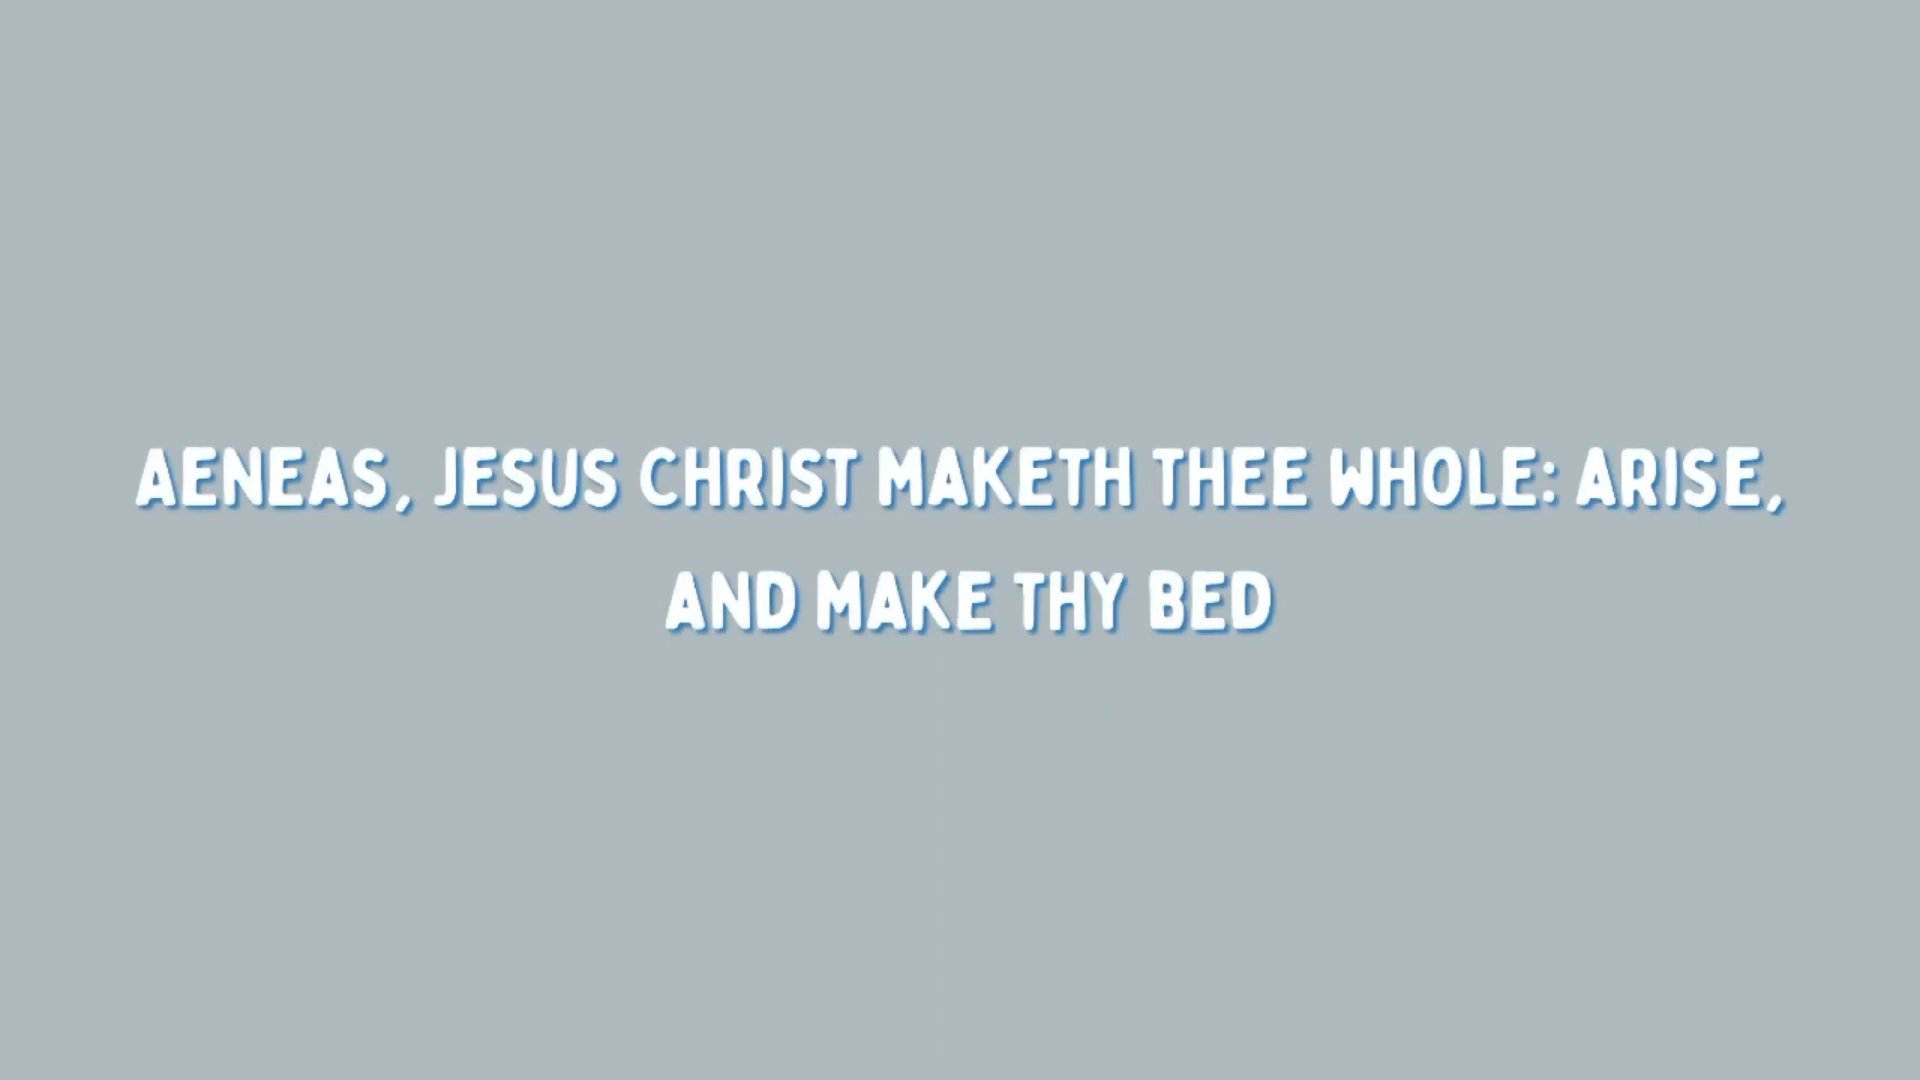 AENEAS, JESUS CHRIST MAKETH THEE WHOLE: ARISE,
AND MAKE THY BED